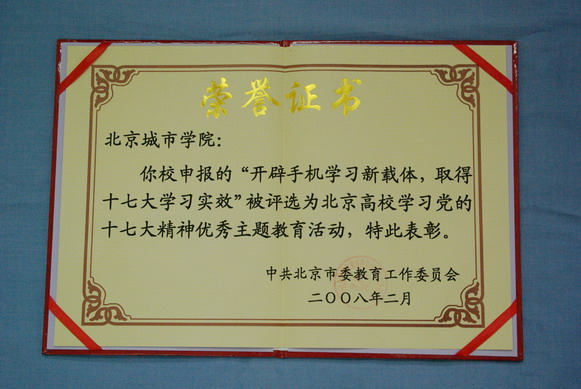 荣誉证书
北京城市学院：
你校申报的“开辟手机学习新载体，取得
十七大学习实效”被评选为北京高校学习党的
十七大精神优秀主题教育活动，特此表彰。
中共北京市委教育工作委员会
二〇〇八年二月